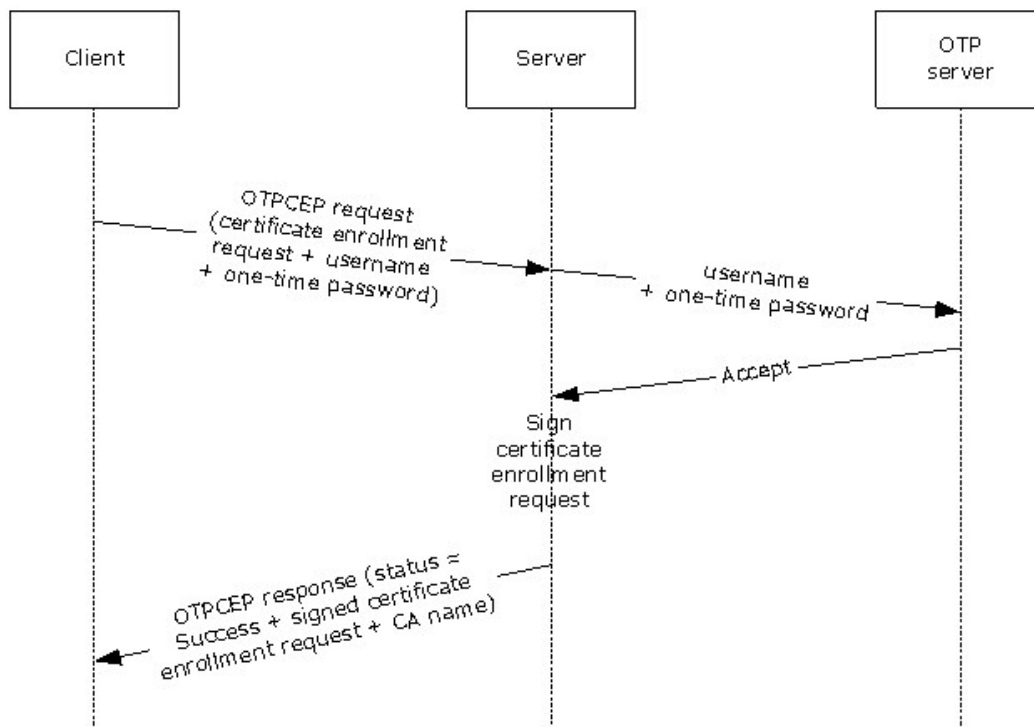 Client
Server
OTP
server
OTPCEP request
(certificate enrollment
request + username
+ one-time password)
username
+ one-time password
Accept
Sign
certificate
enrollment
request
OTPCEP response (status =
Success + signed certificate
enrollment request + CA name)